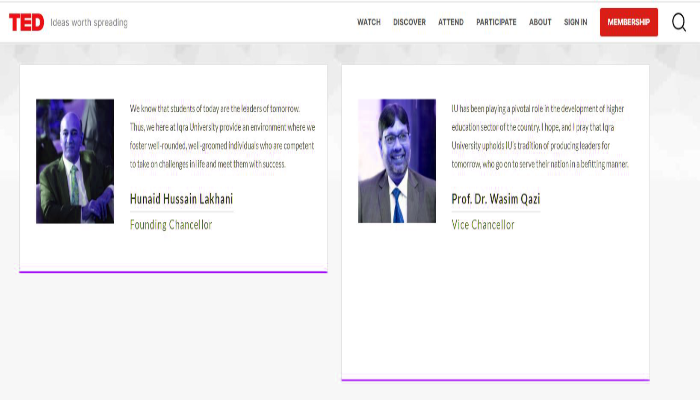 TED Ideas worth spreading WATCH DISCOVER ATTEND PARTICIPATE ABOUT SIGN IN MEMBERSHIP
We know that students of today are the leaders of tomorrow.
Thus, we here at Iqra University provide an environment where we
foster well-rounded, well-groomed individuals who are competent
to take on challenges in life and meet them with success.
Hunaid Hussain Lakhani
Founding Chancellor
IU has been playing a pivotal role in the development of higher
education sector of the country. I hope, and I pray that Iqra
University upholds IU's tradition of producing leaders for
tomorrow, who go on to serve their nation in a befitting manner.
Prof. Dr. Wasim Qazi
Vice Chancellor